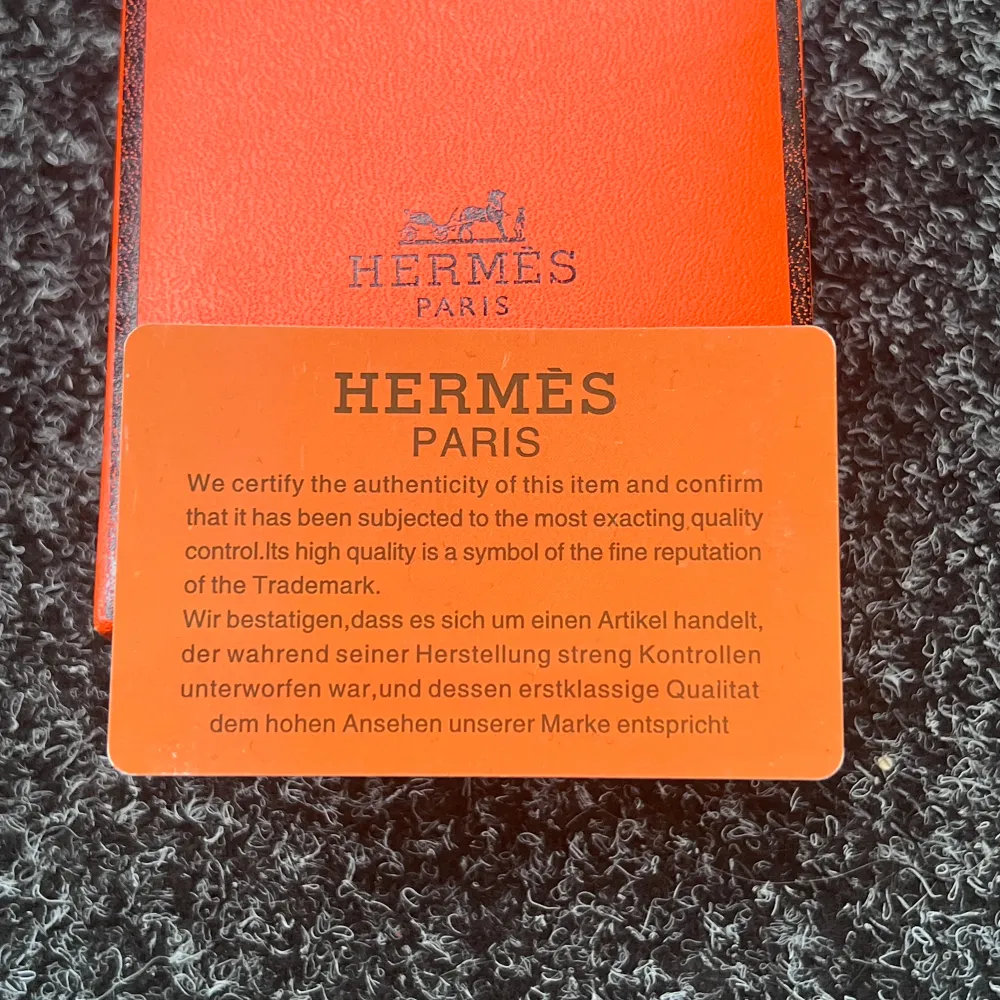 HERMÈS
PARIS
HERMÈS
PARIS
We certify the authenticity of this item and confirm
that it has been subjected to the most exacting quality
control.Its high quality is a symbol of the fine reputation
of the Trademark.
Wir bestatigen,dass es sich um einen Artikel handelt,
der wahrend seiner Herstellung streng Kontrollen
unterworfen war,und dessen erstklassige Qualitat
dem hohen Ansehen unserer Marke entspricht